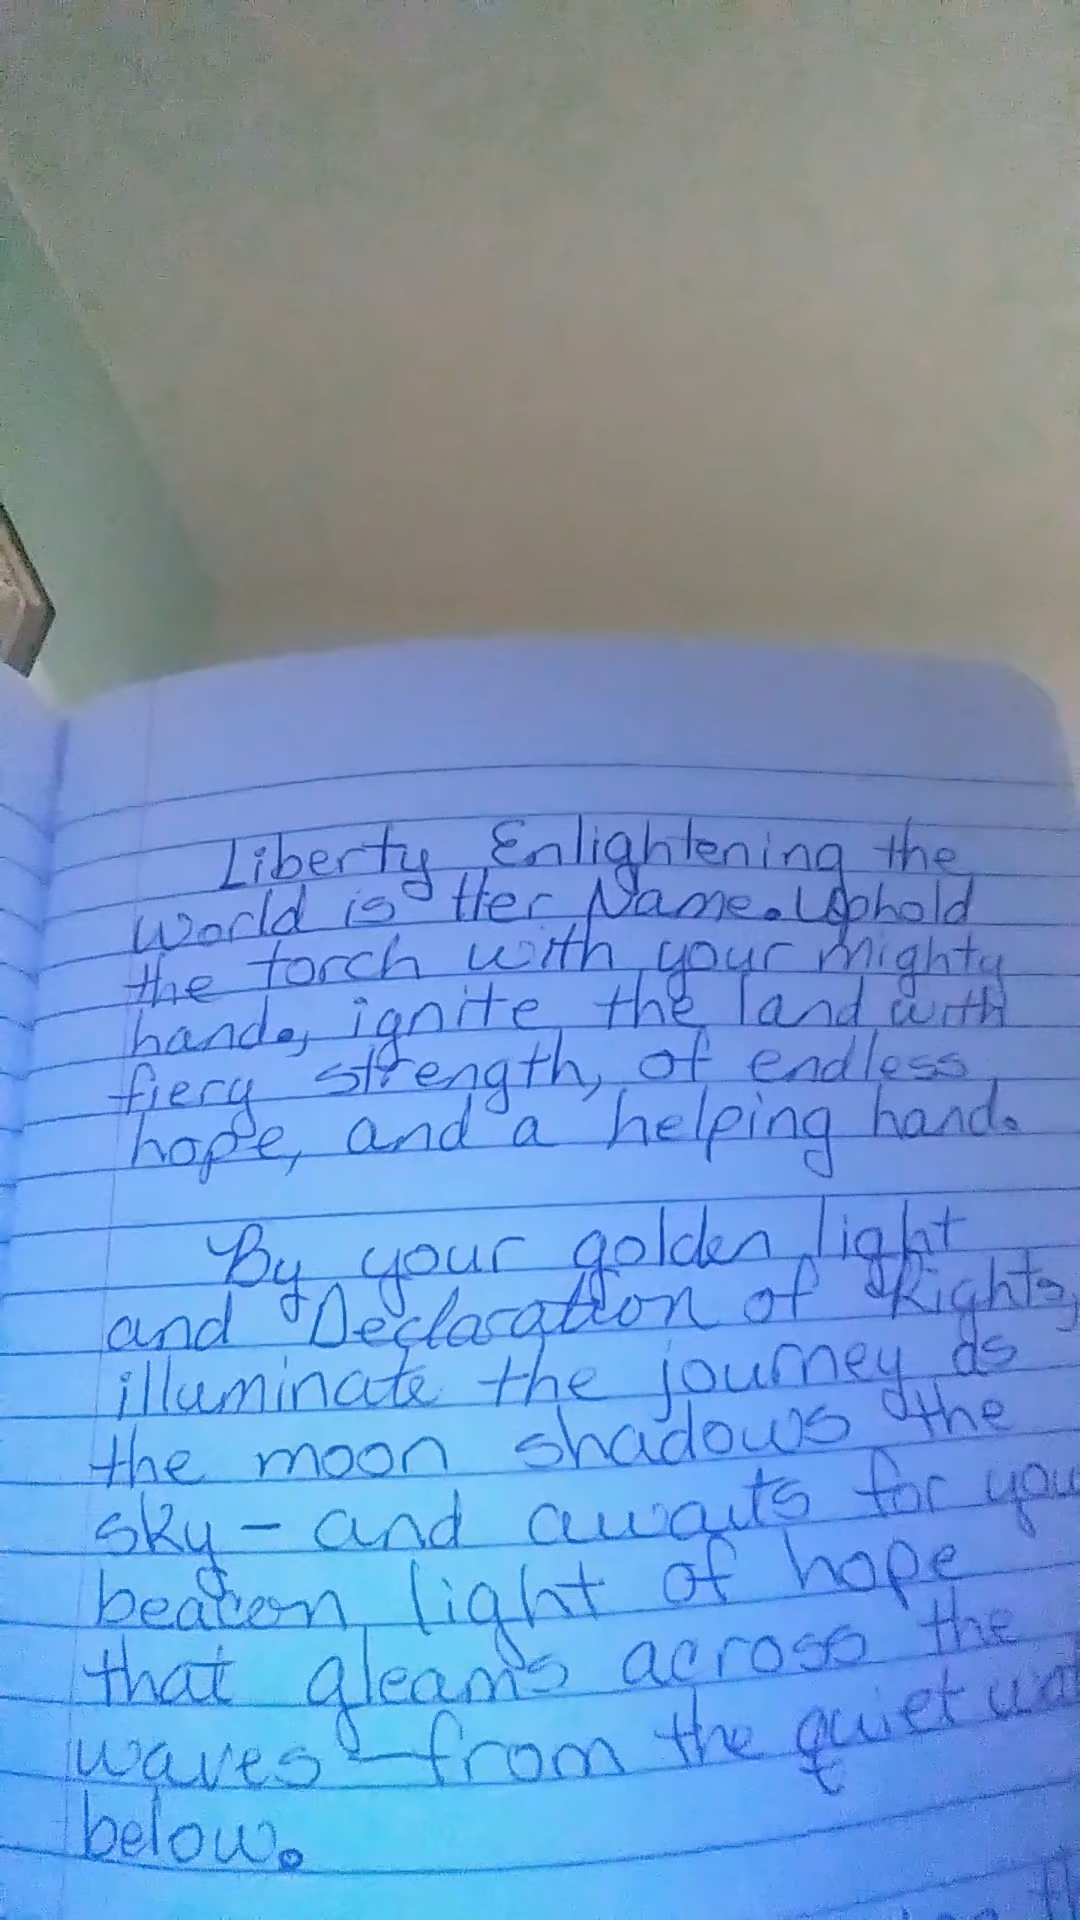 Liberty Enlightening the
World is Her Name. Uphold
the torch with your mighty
hands, ignite the land with
fiery strength, of endless
hope, and a helping hand.
By your golden light
and Declaration of Rights,
illuminate the journey as
the moon shadows the
sky - and awaits for you
beacon light of hope
that gleams across the
waves - from the quiet
below.